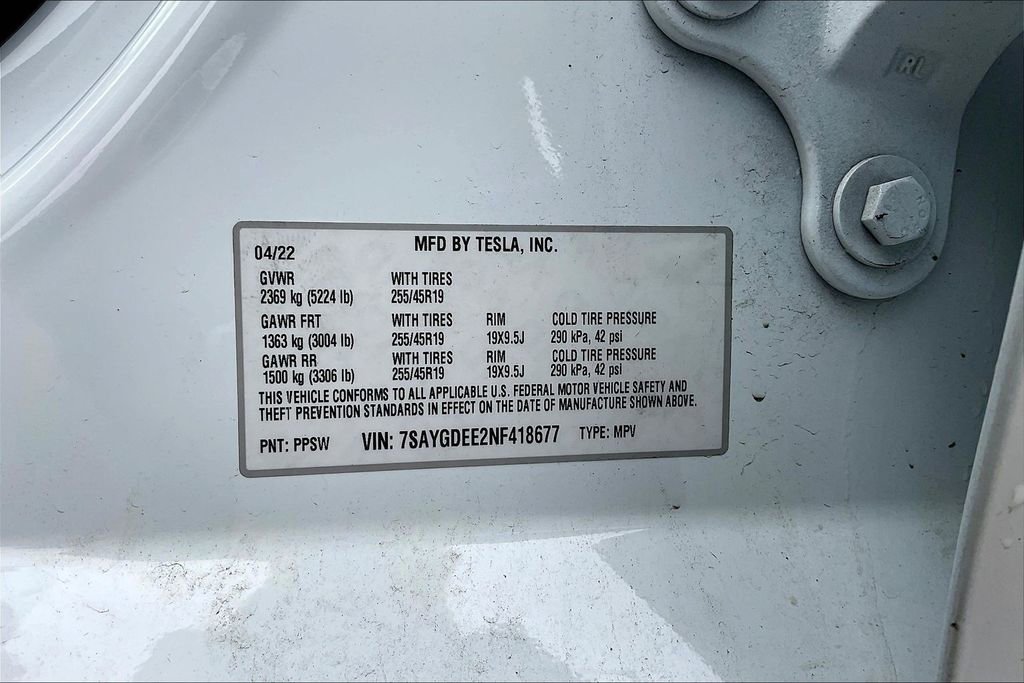 RL
MFD BY TESLA, INC.
04/22
GVWR WITH TIRES
2369 kg (5224 lb) 255/45R19
GAWR FRT WITH TIRES RIM COLD TIRE PRESSURE
1363 kg (3004 lb) 255/45R19 19X9.5J 290 kPa, 42 psi
GAWR RR WITH TIRES RIM COLD TIRE PRESSURE
1500 kg (3306 lb) 255/45R19 19X9.5J 290 kPa, 42 psi
THIS VEHICLE CONFORMS TO ALL APPLICABLE U.S. FEDERAL MOTOR VEHICLE SAFETY AND
THEFT PREVENTION STANDARDS IN EFFECT ON THE DATE OF MANUFACTURE SHOWN ABOVE.
PNT: PPSW VIN: 7SAYGDEE2NF418677 TYPE: MPV